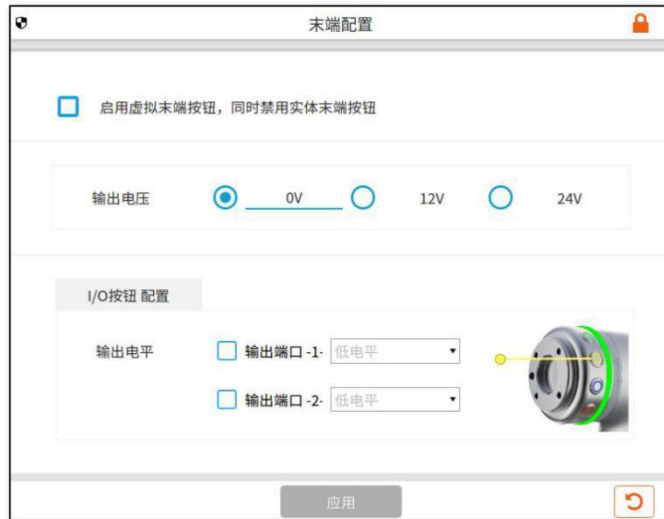 末端配置
启用虚拟末端按钮，同时禁用实体末端按钮
输出电压 0V 12V 24V
I/O按钮 配置
输出电平 输出端口 -1- 低电平
输出端口 -2- 低电平
应用